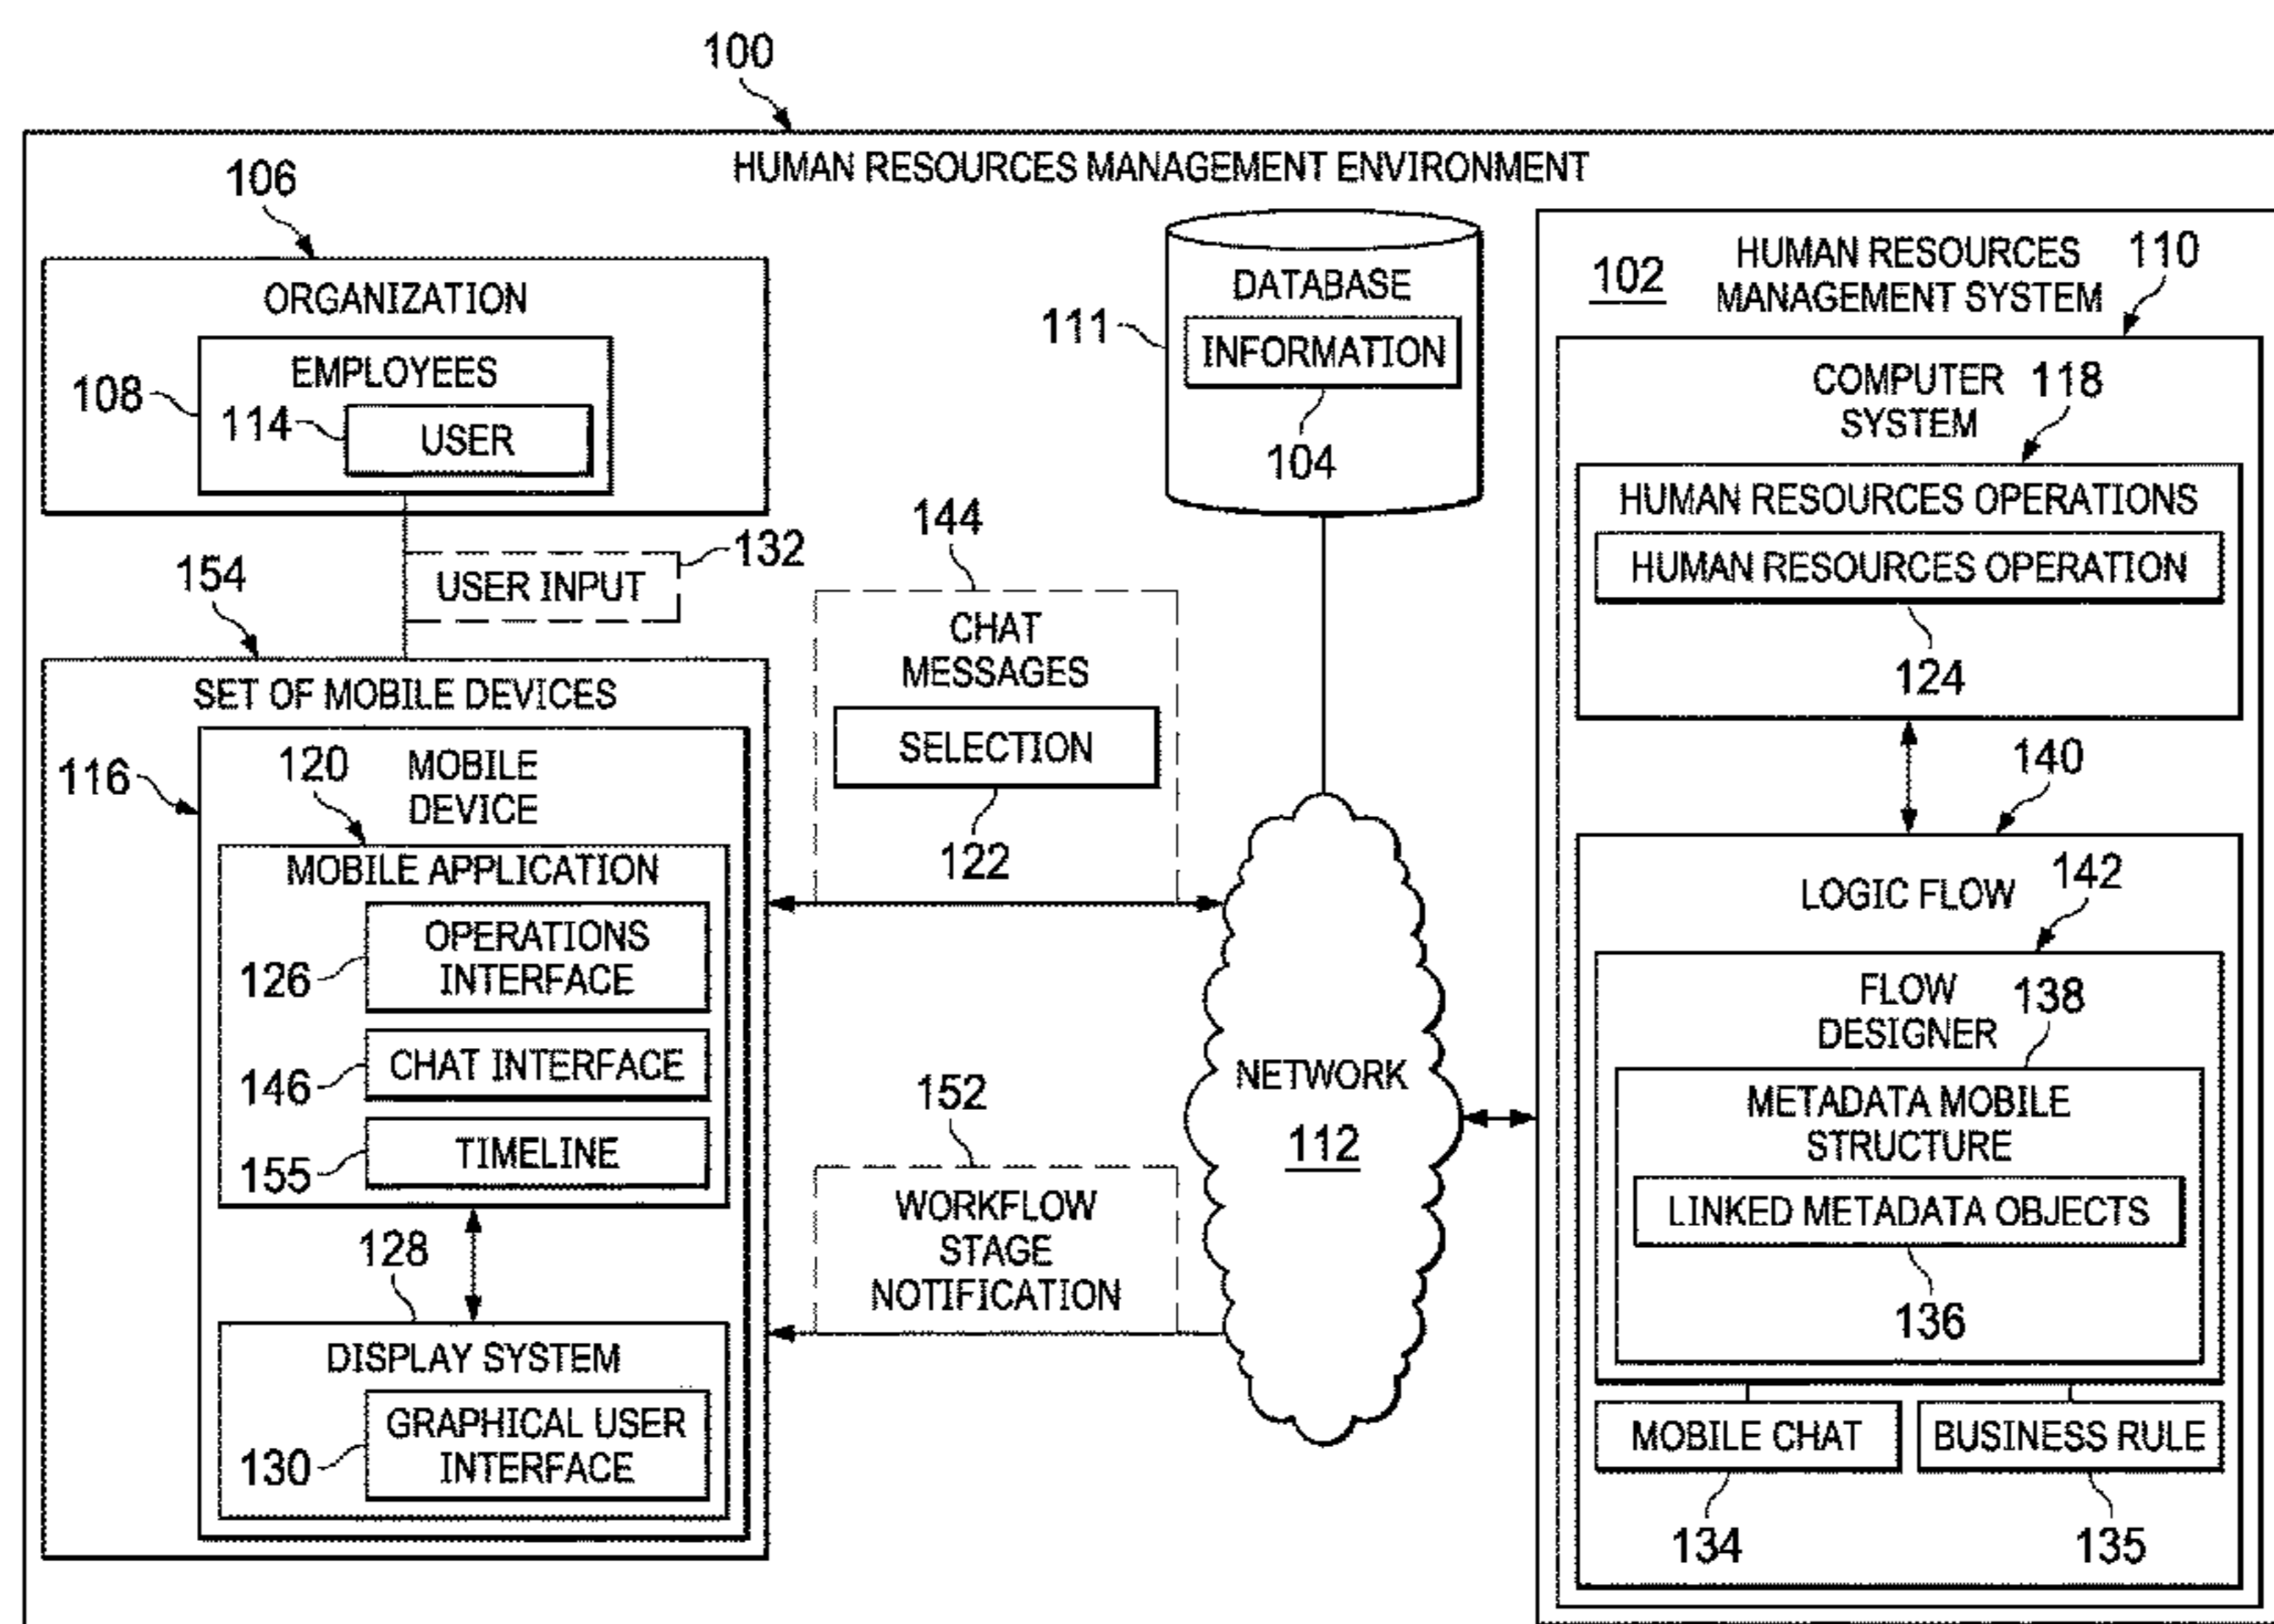 100
HUMAN RESOURCES MANAGEMENT ENVIRONMENT
106
ORGANIZATION
EMPLOYEES
108
114
USER
132
USER INPUT
154
SET OF MOBILE DEVICES
116
MOBILE
DEVICE
120
MOBILE APPLICATION
OPERATIONS
INTERFACE
126
CHAT INTERFACE
146
TIMELINE
155
128
DISPLAY SYSTEM
GRAPHICAL USER
INTERFACE
130
144
CHAT
MESSAGES
SELECTION
122
152
WORKFLOW
STAGE
NOTIFICATION
DATABASE
111
INFORMATION
104
NETWORK
112
102
HUMAN RESOURCES
MANAGEMENT SYSTEM
110
COMPUTER
SYSTEM
118
HUMAN RESOURCES OPERATIONS
HUMAN RESOURCES OPERATION
124
140
LOGIC FLOW
142
FLOW
DESIGNER
138
METADATA MOBILE
STRUCTURE
LINKED METADATA OBJECTS
136
MOBILE CHAT
BUSINESS RULE
134
135